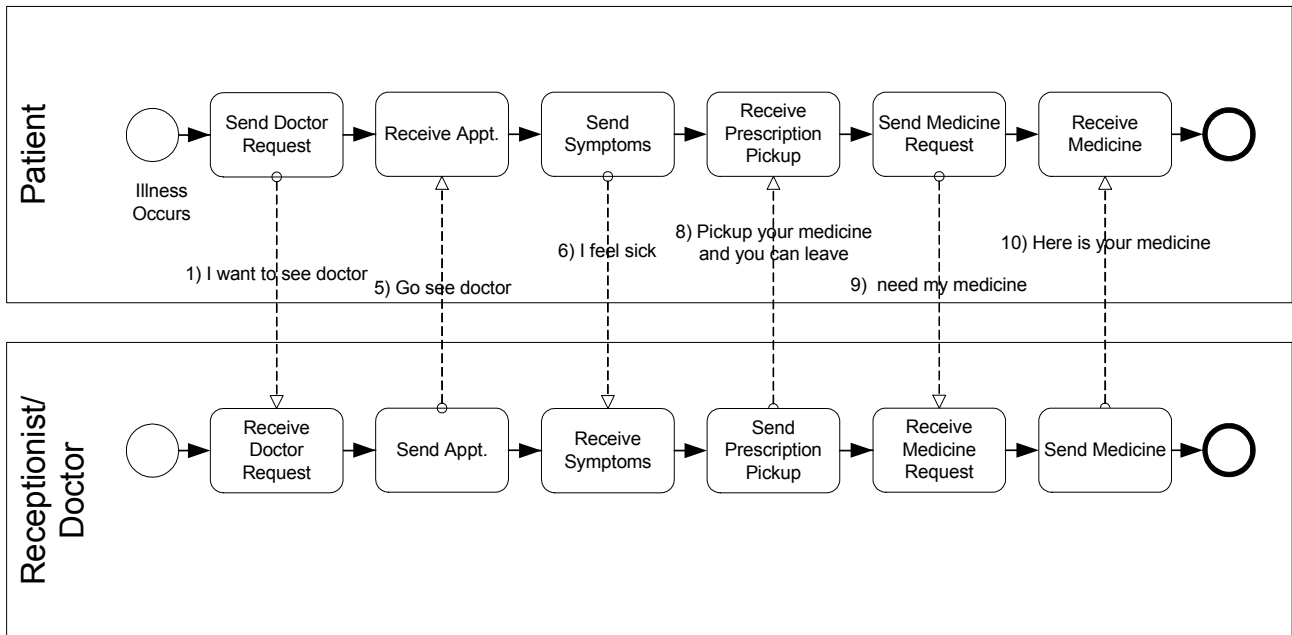 Patient
Illness
Occurs
Send Doctor
Request
Receive Appt.
Send
Symptoms
Receive
Prescription
Pickup
Send Medicine
Request
Receive
Medicine
1) I want to see doctor
5) Go see doctor
6) I feel sick
8) Pickup your medicine
and you can leave
9) need my medicine
10) Here is your medicine
Receptionist/
Doctor
Receive
Doctor
Request
Send Appt.
Receive
Symptoms
Send
Prescription
Pickup
Receive
Medicine
Request
Send Medicine